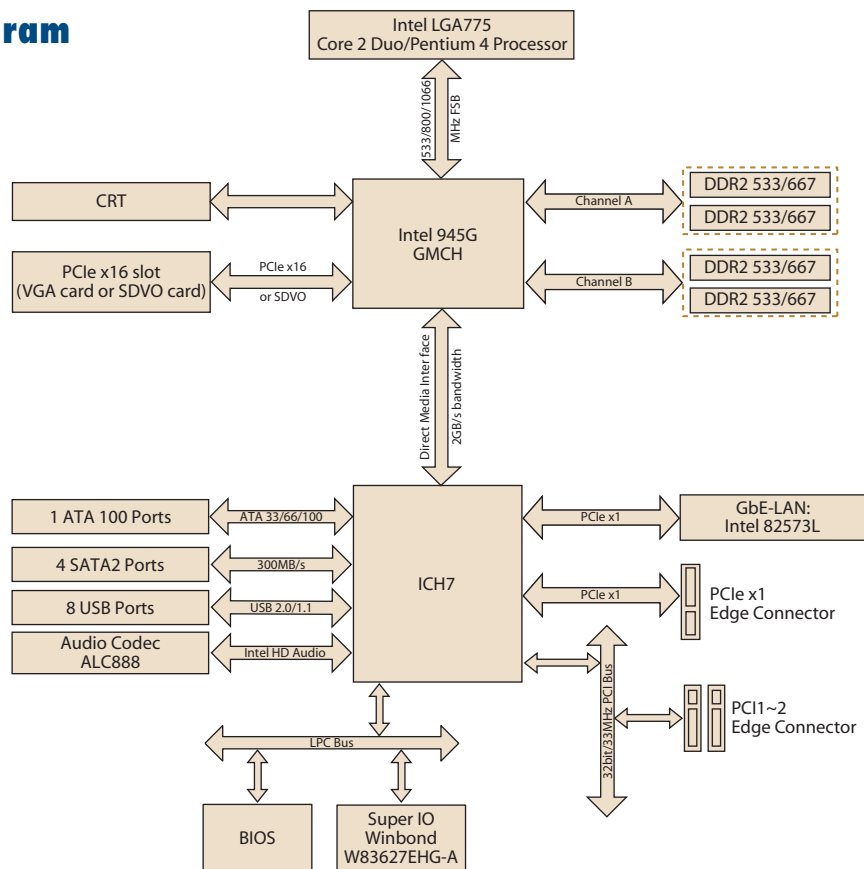 ram
Intel LGA775
Core 2 Duo/Pentium 4 Processor
533/800/1066
MHz FSB
CRT
PCIe x16 slot
(VGA card or SDVO card)
PCIe x16
or SDVO
Intel 945G
GMCH
Channel A
DDR2 533/667
DDR2 533/667
Channel B
DDR2 533/667
DDR2 533/667
Direct Media Interface
2GB/s bandwidth
1 ATA 100 Ports
ATA 33/66/100
4 SATA2 Ports
300MB/s
8 USB Ports
USB 2.0/1.1
Audio Codec
ALC888
Intel HD Audio
ICH7
PCIe x1
GbE-LAN:
Intel 82573L
PCIe x1
PCIe x1
Edge Connector
32bit/33MHz PCI Bus
PCI1~2
Edge Connector
LPC Bus
BIOS
Super IO
Winbond
W83627EHG-A